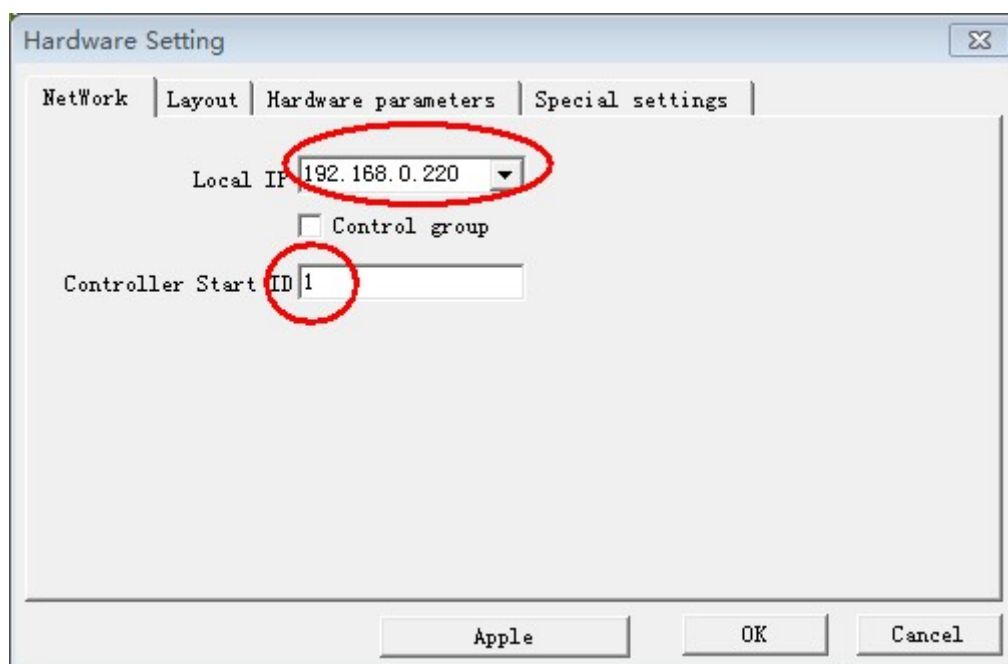 Hardware Setting
NetWork Layout Hardware parameters Special settings
Local IP 192.168.0.220
Control group
Controller Start ID 1
Apple OK Cancel